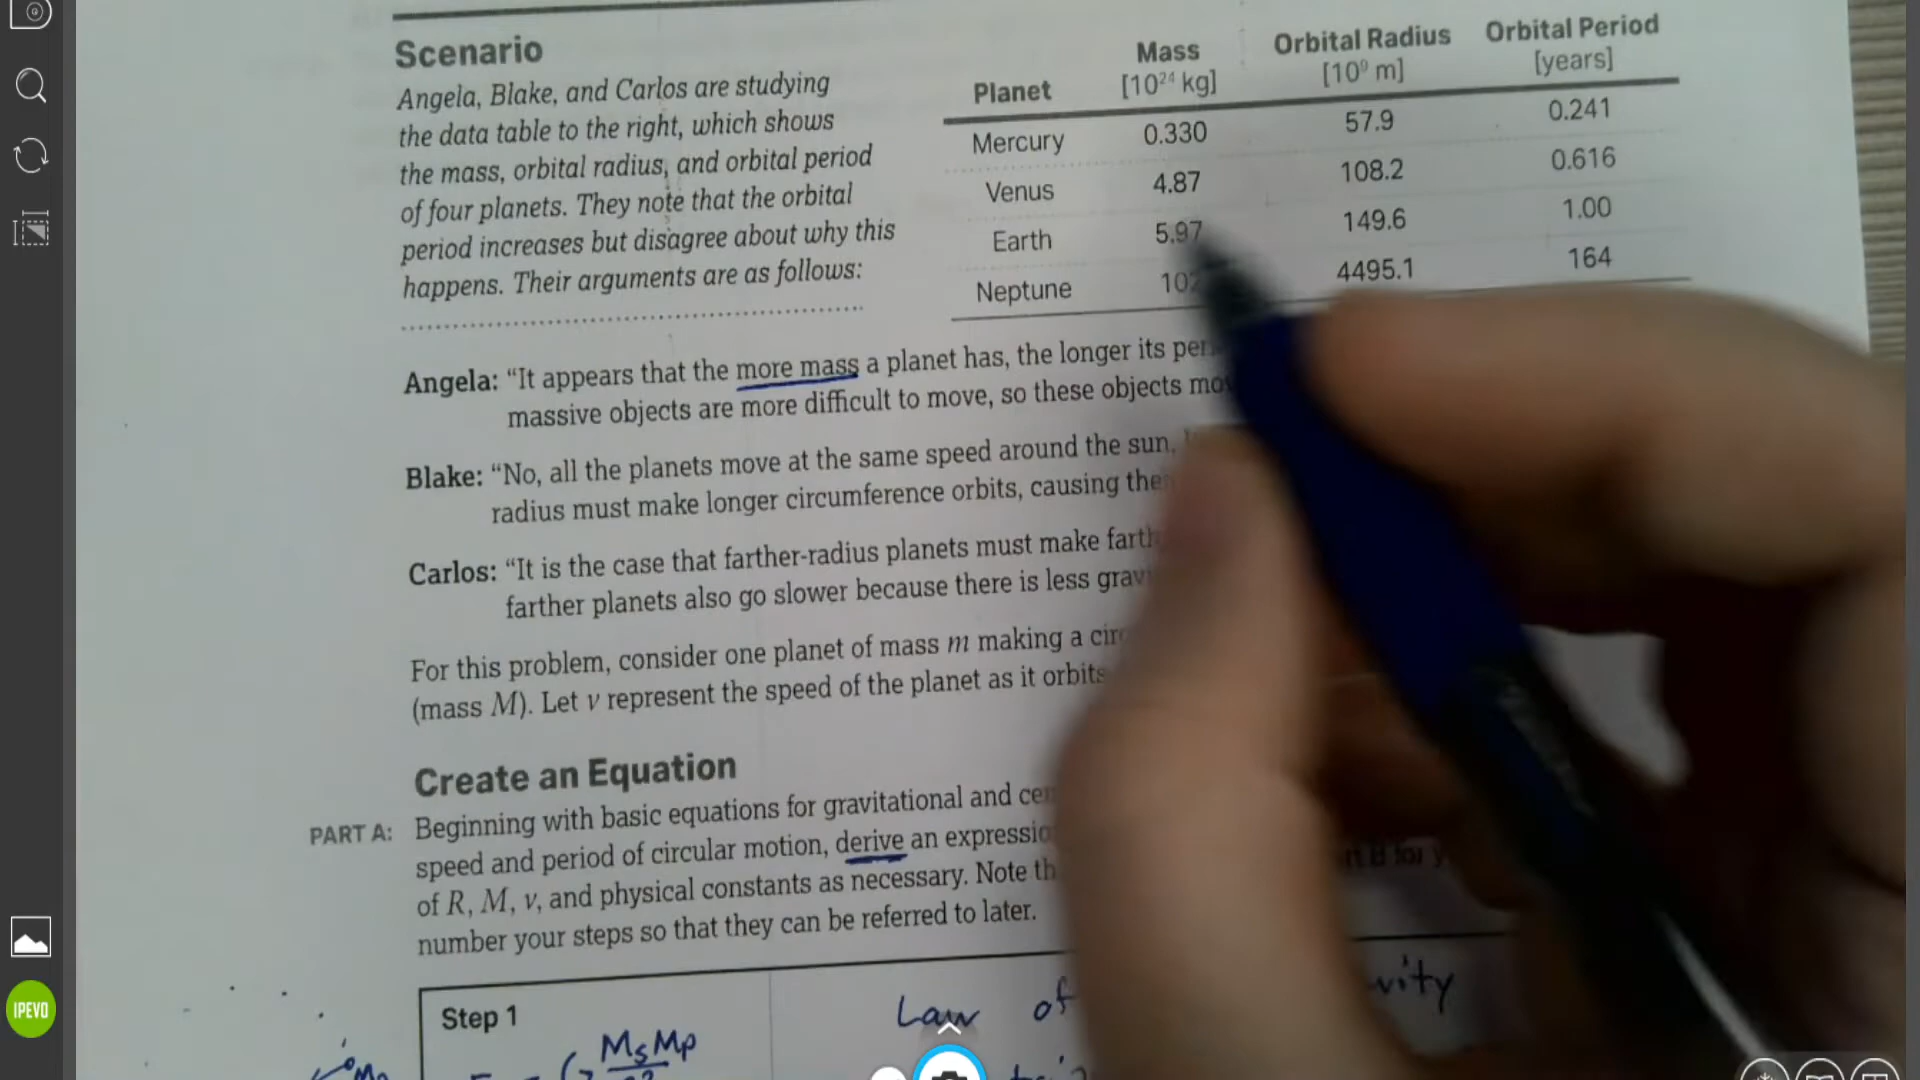 Scenario
Angela, Blake, and Carlos are studying
the data table to the right, which shows
the mass, orbital radius, and orbital period
of four planets. They note that the orbital
period increases but disagree about why this
happens. Their arguments are as follows:
Planet Mass [10²⁴ kg] Orbital Radius [10⁹ m] Orbital Period [years]
Mercury 0.330 57.9 0.241
Venus 4.87 108.2 0.616
Earth 5.97 149.6 1.00
Neptune 102 4495.1 164
Angela: “It appears that the more mass a planet has, the longer its
massive objects are more difficult to move, so these objects
Blake: “No, all the planets move at the same speed around the sun,
radius must make longer circumference orbits, causing
Carlos: “It is the case that farther-radius planets must make
farther planets also go slower because there is less
For this problem, consider one planet of mass m making a
(mass M). Let v represent the speed of the planet as it orbits
Create an Equation
PART A: Beginning with basic equations for gravitational and
speed and period of circular motion, derive an
of R, M, v, and physical constants as necessary. Note
number your steps so that they can be referred to later.
Step 1
Law of
G MsMp
IPEVO